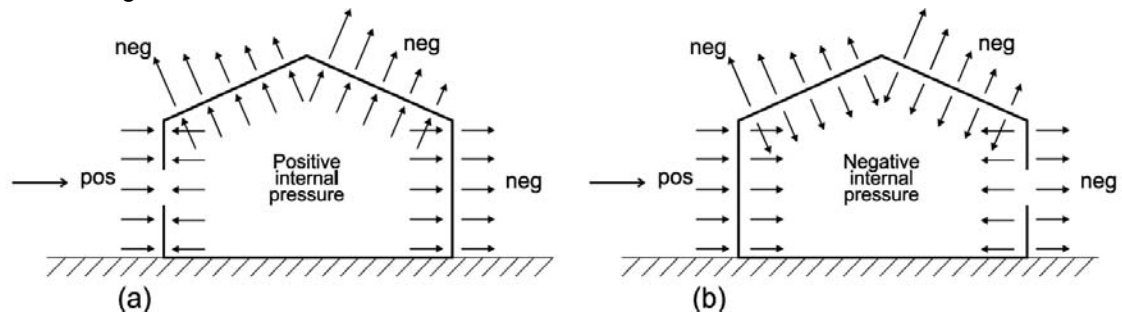 neg
neg
pos
Positive
internal
pressure
neg
(a)
neg
neg
pos
Negative
internal
pressure
neg
(b)